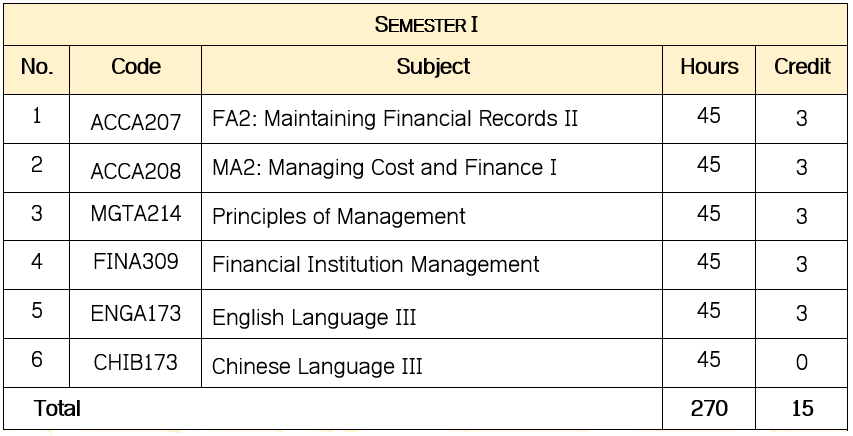 SEMESTER I
No. Code Subject Hours Credit
1 ACCA207 FA2: Maintaining Financial Records II 45 3
2 ACCA208 MA2: Managing Cost and Finance I 45 3
3 MGTA214 Principles of Management 45 3
4 FINA309 Financial Institution Management 45 3
5 ENGA173 English Language III 45 3
6 CHIB173 Chinese Language III 45 0
Total 270 15